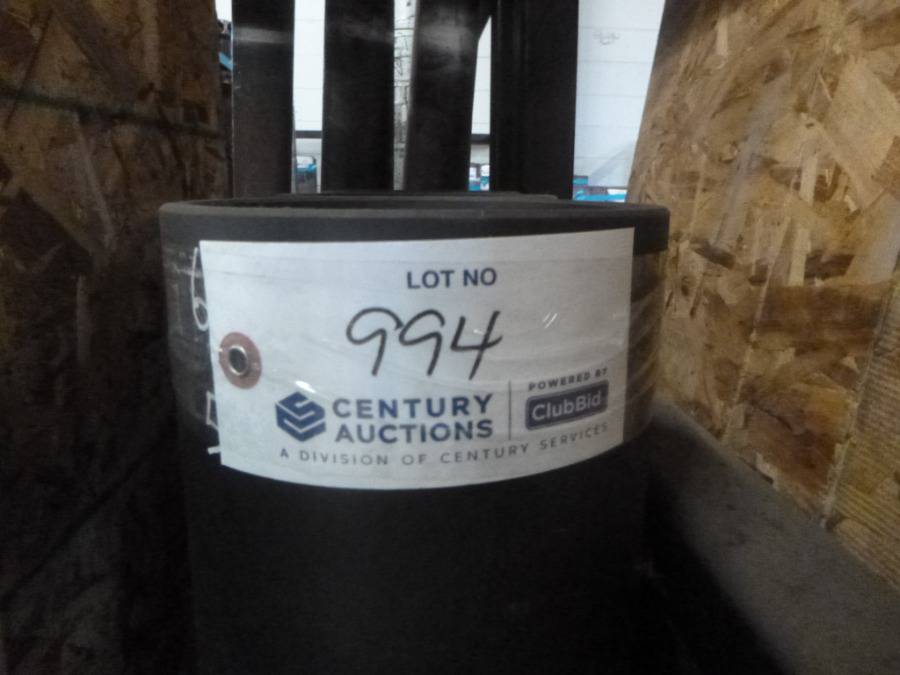 LOT NO
994
CENTURY
AUCTIONS
A DIVISION OF CENTURY SERVICES
POWERED BY
ClubBid